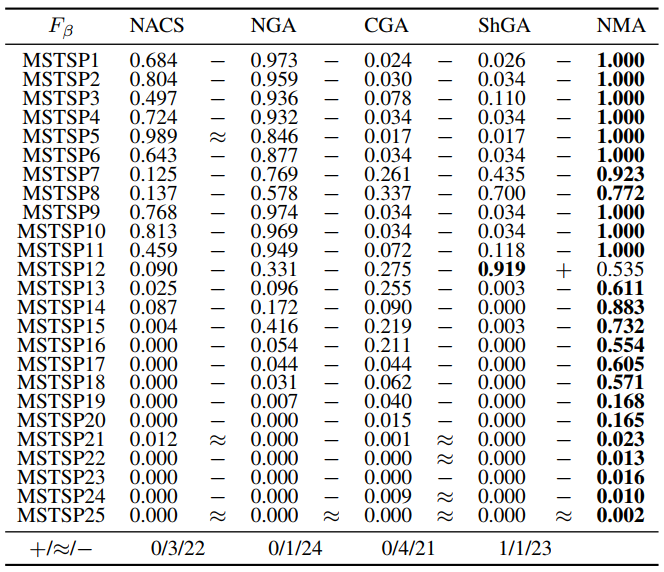 Fβ NACS NGA CGA ShGA NMA
MSTSP1 0.684 − 0.973 − 0.024 − 0.026 − 1.000
MSTSP2 0.804 − 0.959 − 0.030 − 0.034 − 1.000
MSTSP3 0.497 − 0.936 − 0.078 − 0.110 − 1.000
MSTSP4 0.724 − 0.932 − 0.034 − 0.034 − 1.000
MSTSP5 0.989 ≈ 0.846 − 0.017 − 0.017 − 1.000
MSTSP6 0.643 − 0.877 − 0.034 − 0.034 − 1.000
MSTSP7 0.125 − 0.769 − 0.261 − 0.435 − 0.923
MSTSP8 0.137 − 0.578 − 0.337 − 0.700 − 0.772
MSTSP9 0.768 − 0.974 − 0.034 − 0.034 − 1.000
MSTSP10 0.813 − 0.969 − 0.034 − 0.034 − 1.000
MSTSP11 0.459 − 0.949 − 0.072 − 0.118 − 1.000
MSTSP12 0.090 − 0.331 − 0.275 − 0.919 + 0.535
MSTSP13 0.025 − 0.096 − 0.255 − 0.003 − 0.611
MSTSP14 0.087 − 0.172 − 0.090 − 0.000 − 0.883
MSTSP15 0.004 − 0.416 − 0.219 − 0.003 − 0.732
MSTSP16 0.000 − 0.054 − 0.211 − 0.000 − 0.554
MSTSP17 0.000 − 0.044 − 0.044 − 0.000 − 0.605
MSTSP18 0.000 − 0.031 − 0.062 − 0.000 − 0.571
MSTSP19 0.000 − 0.007 − 0.040 − 0.000 − 0.168
MSTSP20 0.000 − 0.000 − 0.015 − 0.000 − 0.165
MSTSP21 0.012 ≈ 0.000 − 0.001 ≈ 0.000 − 0.023
MSTSP22 0.000 − 0.000 − 0.000 ≈ 0.000 − 0.013
MSTSP23 0.000 − 0.000 − 0.000 − 0.000 − 0.016
MSTSP24 0.000 − 0.000 − 0.009 ≈ 0.000 − 0.010
MSTSP25 0.000 ≈ 0.000 ≈ 0.000 ≈ 0.000 ≈ 0.002
+/≈/− 0/3/22 0/1/24 0/4/21 1/1/23